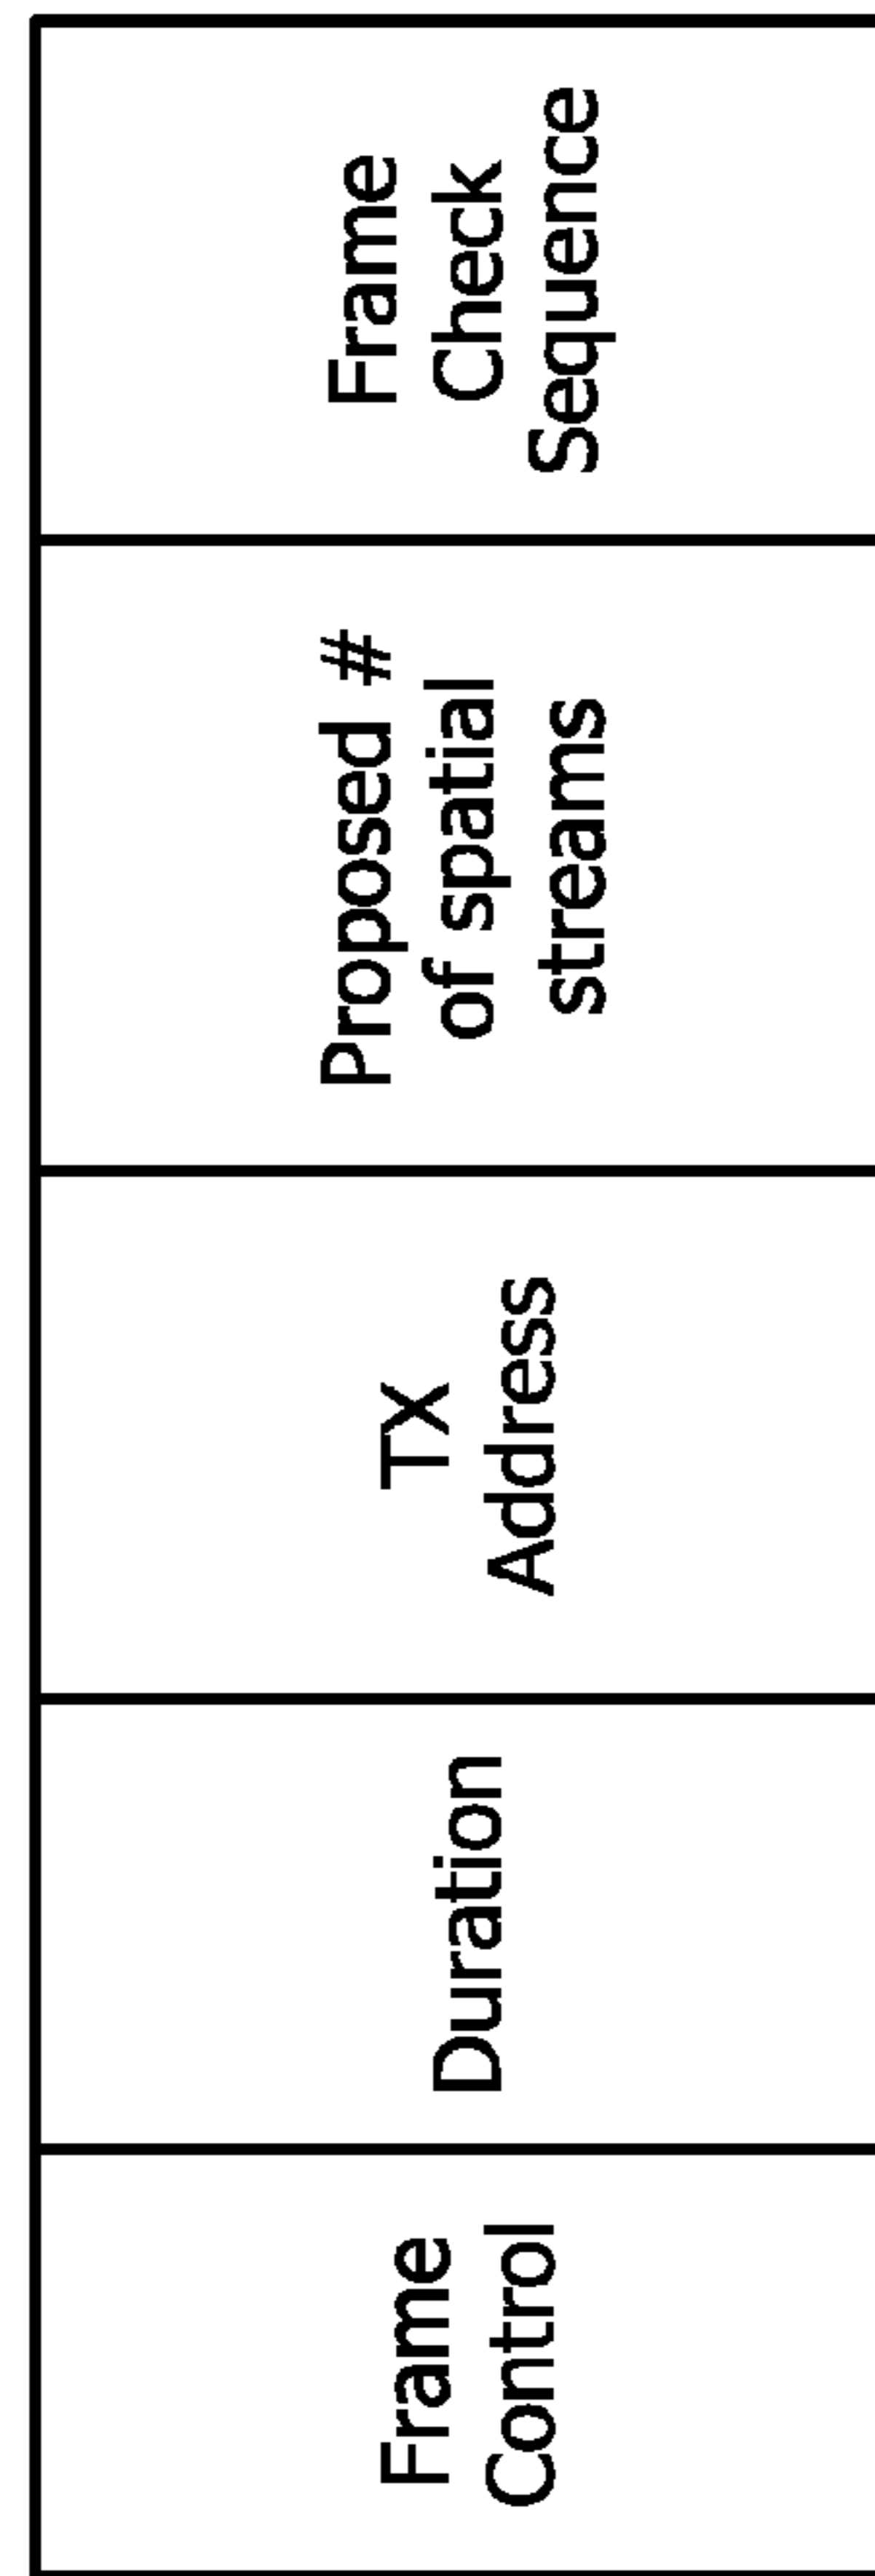 Frame
Control
Duration
TX
Address
Proposed #
of spatial
streams
Frame
Check
Sequence